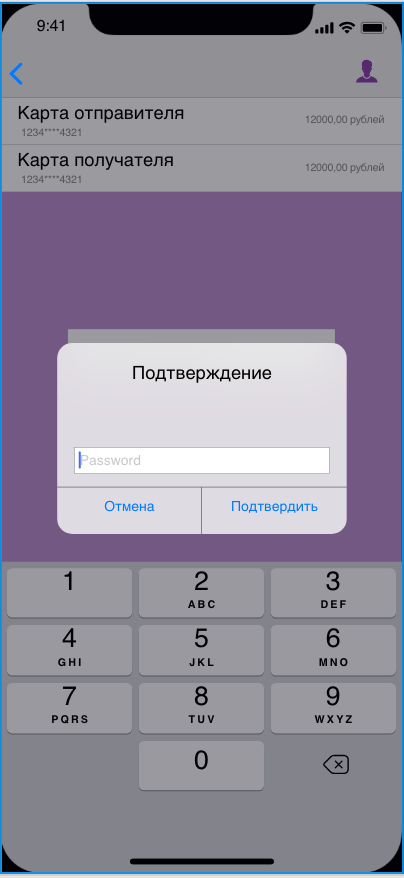 9:41
Карта отправителя
12000,00 рублей
1234****4321
Карта получателя
12000,00 рублей
1234****4321
Подтверждение
Password
Отмена
Подтвердить
1
2
3
ABC
DEF
4
5
6
GHI
JKL
MNO
7
8
9
PQRS
TUV
WXYZ
0